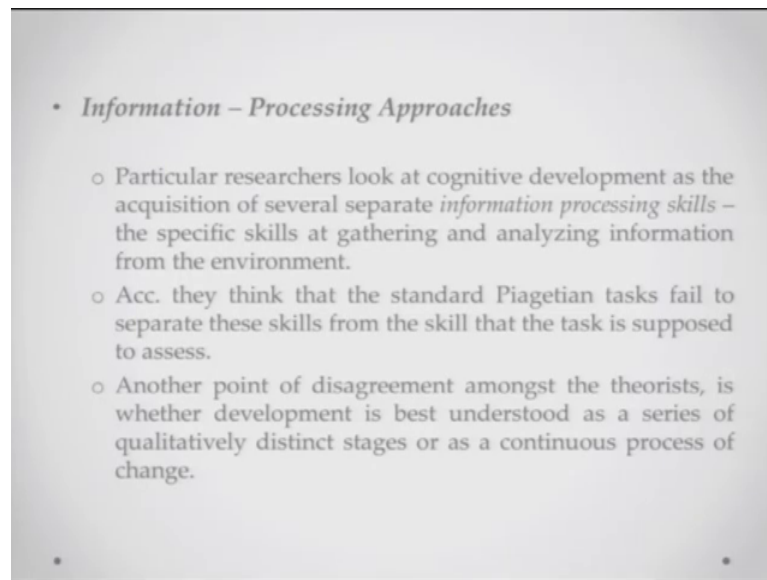 • Information – Processing Approaches
o Particular researchers look at cognitive development as the
acquisition of several separate information processing skills –
the specific skills at gathering and analyzing information
from the environment.
o Acc. they think that the standard Piagetian tasks fail to
separate these skills from the skill that the task is supposed
to assess.
o Another point of disagreement amongst the theorists, is
whether development is best understood as a series of
qualitatively distinct stages or as a continuous process of
change.